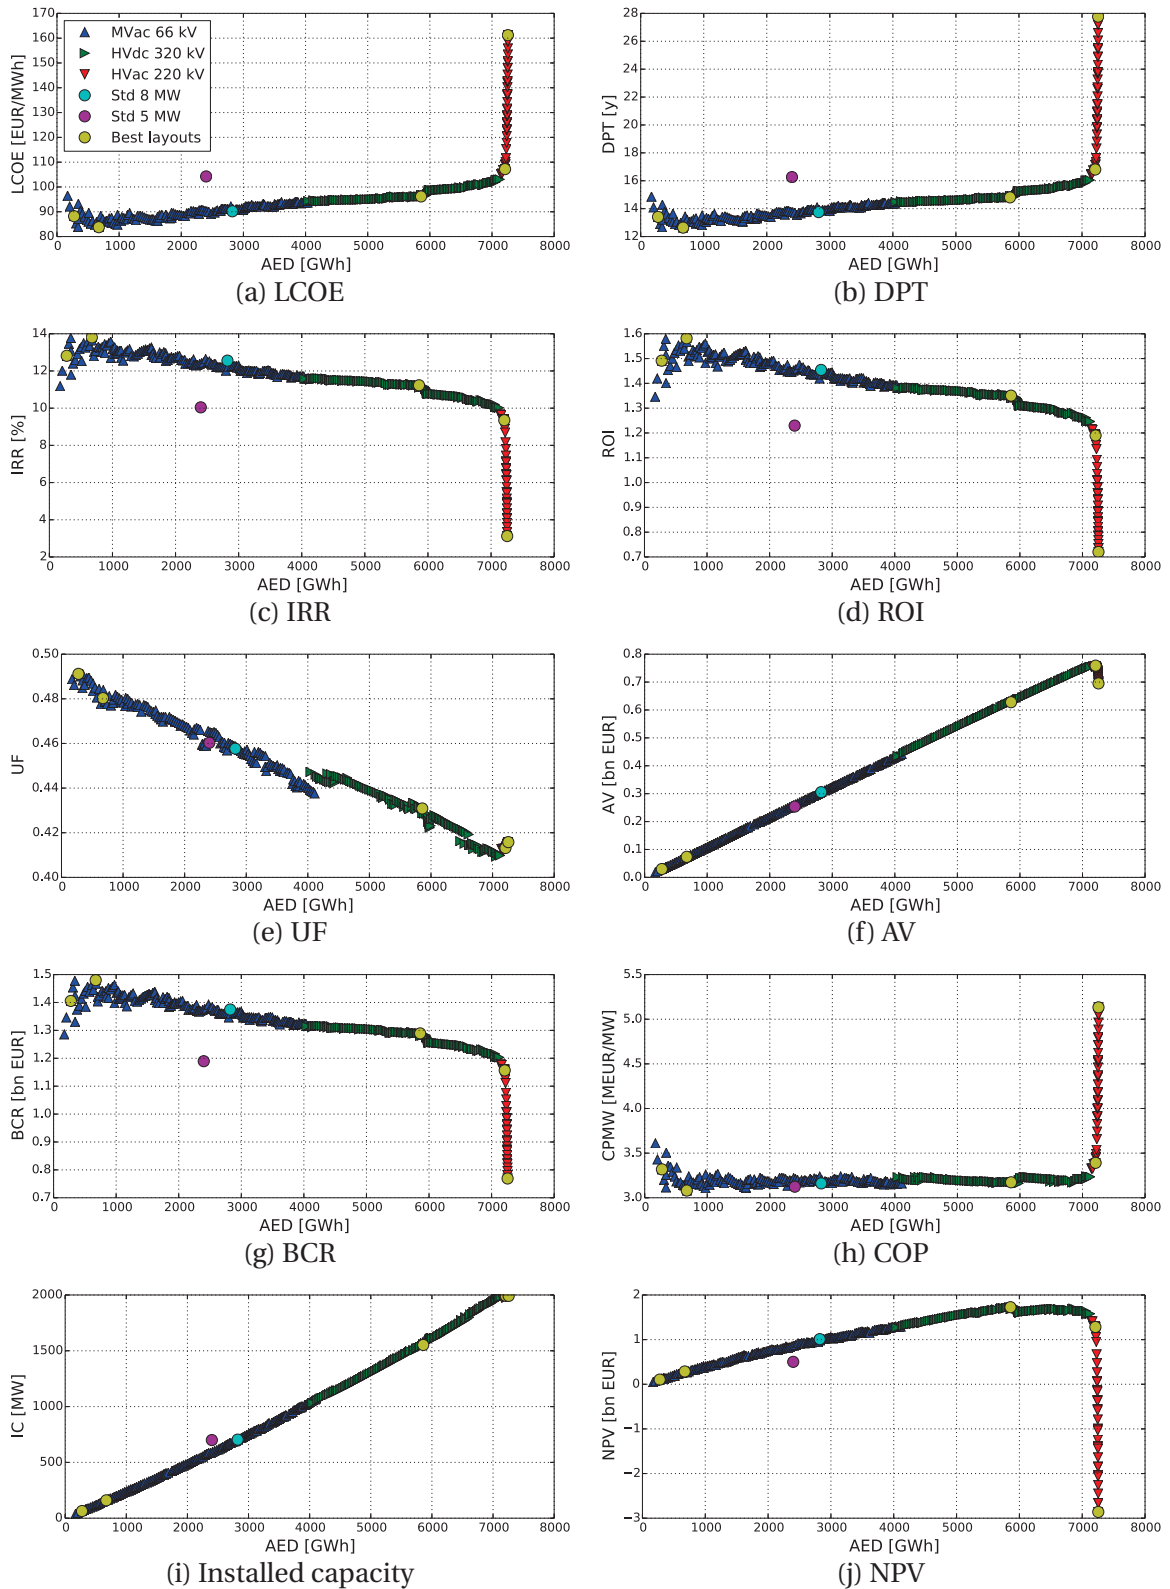 170
160
150
140
130
120
110
100
90
80
LCOE [EUR/MWh]
MVac 66 kV
HVdc 320 kV
HVac 220 kV
Std 8 MW
Std 5 MW
Best layouts
0 1000 2000 3000 4000 5000 6000 7000 8000
AED [GWh]
(a) LCOE
28
26
24
22
20
18
16
14
12
DPT [y]
0 1000 2000 3000 4000 5000 6000 7000 8000
AED [GWh]
(b) DPT
14
12
10
8
6
4
2
IRR [%]
0 1000 2000 3000 4000 5000 6000 7000 8000
AED [GWh]
(c) IRR
1.6
1.5
1.4
1.3
1.2
1.1
1.0
0.9
0.8
0.7
ROI
0 1000 2000 3000 4000 5000 6000 7000 8000
AED [GWh]
(d) ROI
0.50
0.48
0.46
0.44
0.42
0.40
UF
0 1000 2000 3000 4000 5000 6000 7000 8000
AED [GWh]
(e) UF
0.8
0.7
0.6
0.5
0.4
0.3
0.2
0.1
0.0
AV [bn EUR]
0 1000 2000 3000 4000 5000 6000 7000 8000
AED [GWh]
(f) AV
1.5
1.4
1.3
1.2
1.1
1.0
0.9
0.8
0.7
BCR [bn EUR]
0 1000 2000 3000 4000 5000 6000 7000 8000
AED [GWh]
(g) BCR
5.5
5.0
4.5
4.0
3.5
3.0
CPMW [MEUR/MW]
0 1000 2000 3000 4000 5000 6000 7000 8000
AED [GWh]
(h) COP
2000
1500
1000
500
0
IC [MW]
0 1000 2000 3000 4000 5000 6000 7000 8000
AED [GWh]
(i) Installed capacity
2
1
0
−1
−2
−3
NPV [bn EUR]
0 1000 2000 3000 4000 5000 6000 7000 8000
AED [GWh]
(j) NPV